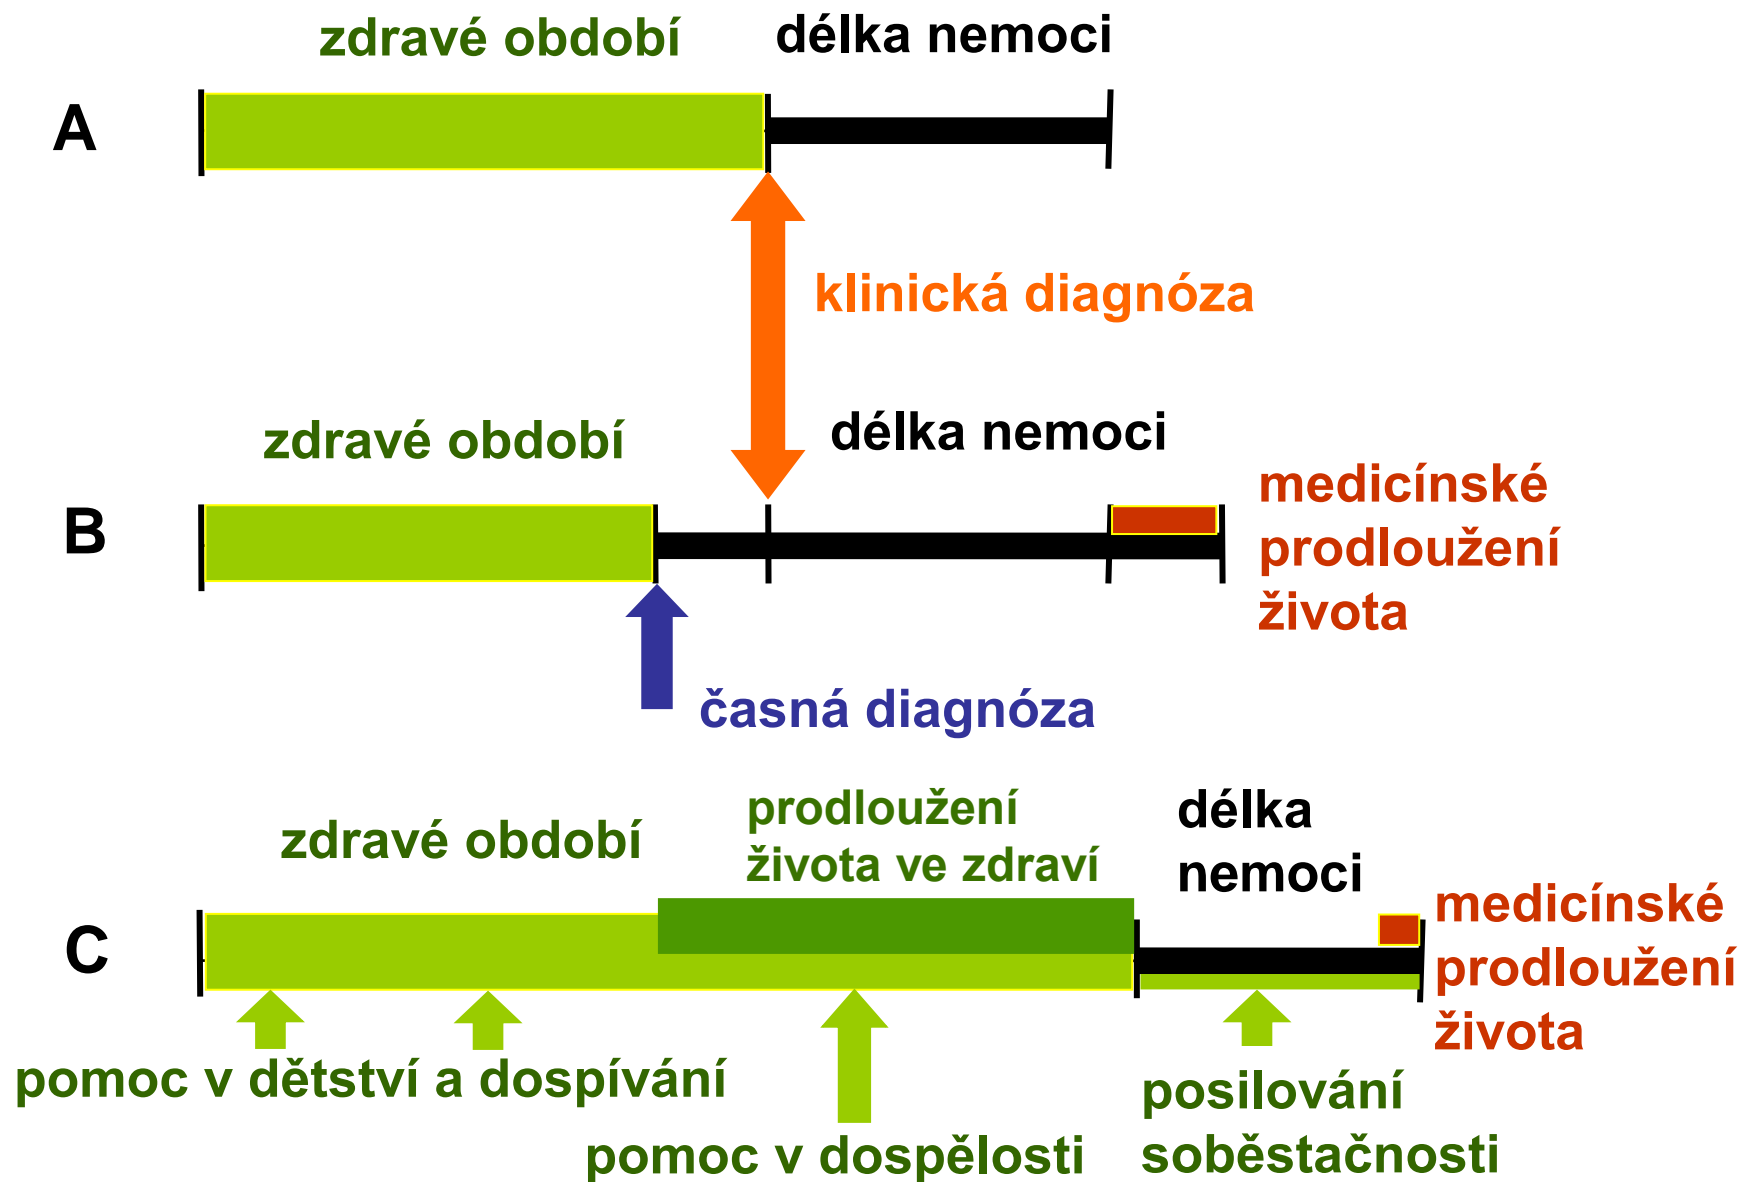 zdravé období
délka nemoci
A
klinická diagnóza
zdravé období
délka nemoci
B
medicínské
prodloužení
života
časná diagnóza
zdravé období
prodloužení
života ve zdraví
délka
nemoci
C
medicínské
prodloužení
života
pomoc v dětství a dospívání
pomoc v dospělosti
posilování
soběstačnosti